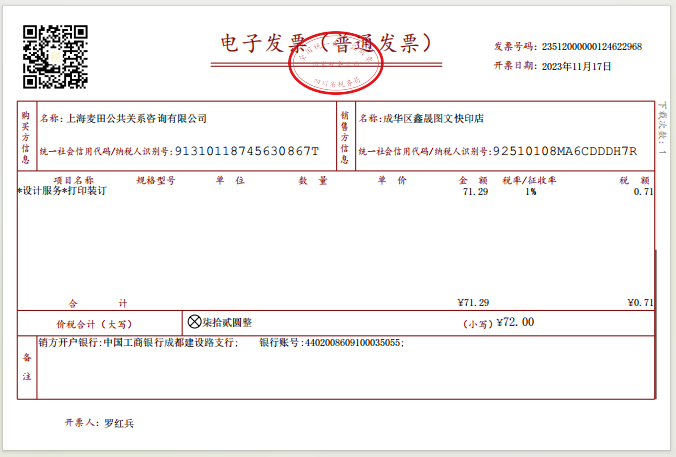 电子发票（普通发票）
发票号码: 23512000000124622968
开票日期: 2023年11月17日
四川省税务局
下载次数: 1
购买方信息
名称: 上海麦田公共关系咨询有限公司
统一社会信用代码/纳税人识别号: 91310118745630867T
销售方信息
名称: 成华区鑫晟图文快印店
统一社会信用代码/纳税人识别号: 92510108MA6CDDDH7R
项目名称 规格型号 单位 数量 单价 金额 税率/征收率 税额
*设计服务*打印装订 71.29 1% 0.71
合计 ¥71.29 ¥0.71
价税合计（大写） ⊗柒拾贰圆整 （小写）¥72.00
备注
销方开户银行:中国工商银行成都建设路支行; 银行账号:4402008609100035055;
开票人: 罗红兵